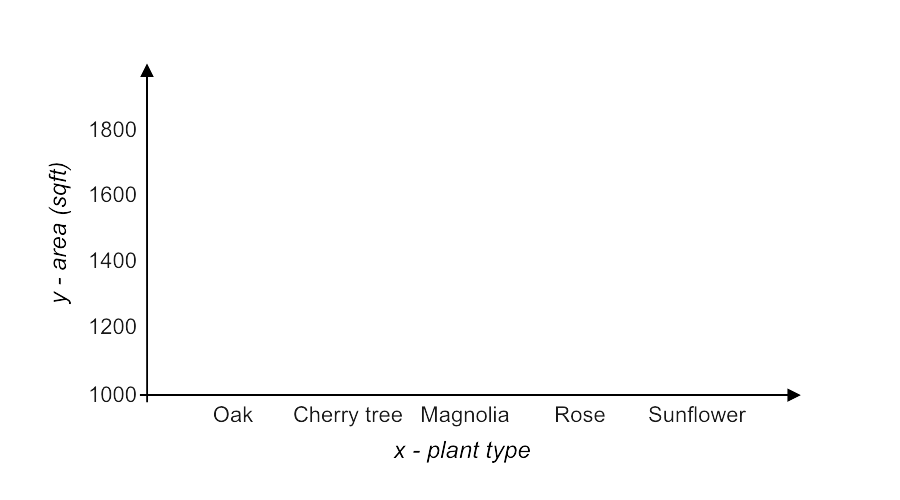 1800
1600
1400
1200
1000
y - area (sqft)
Oak Cherry tree Magnolia Rose Sunflower
x - plant type